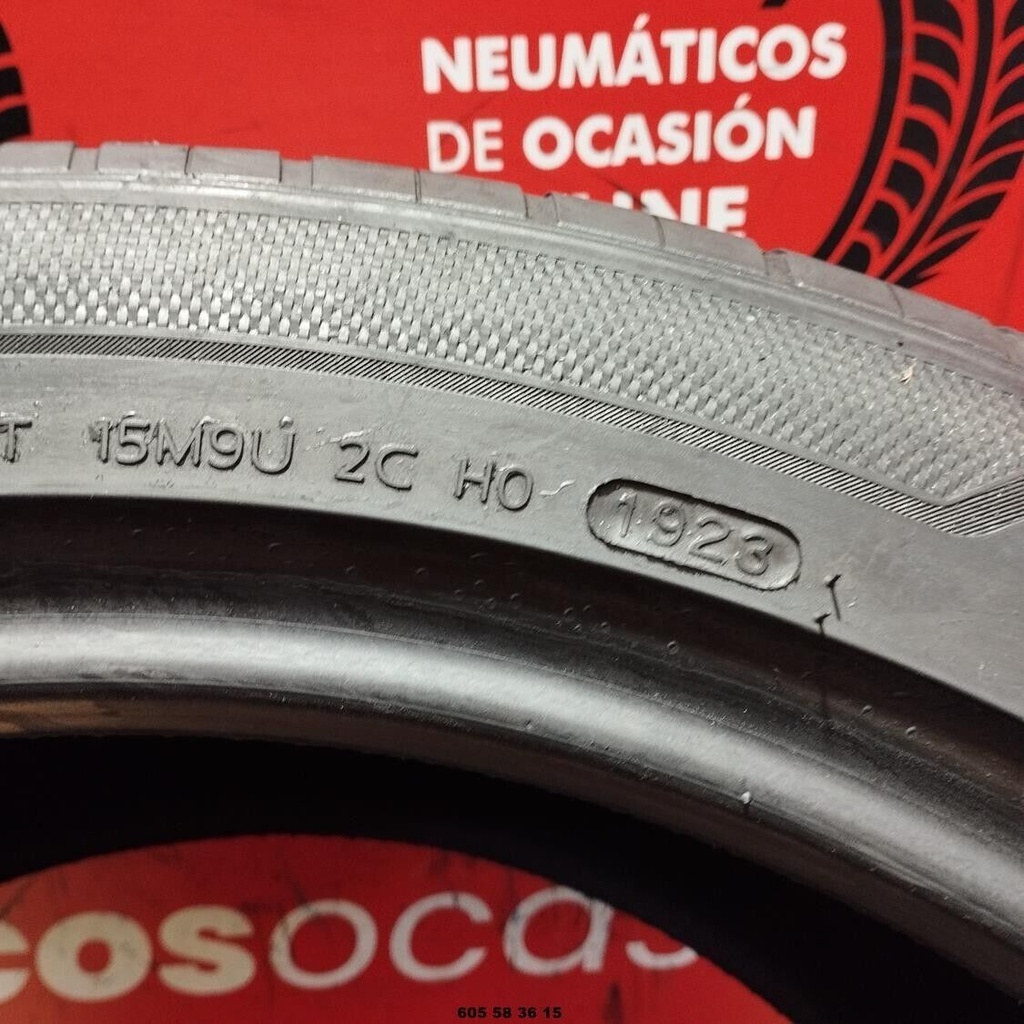 NEUMÁTICOS
DE OCASIÓN
T 15M9U 2C H0 1923
cosocas
605 58 36 15